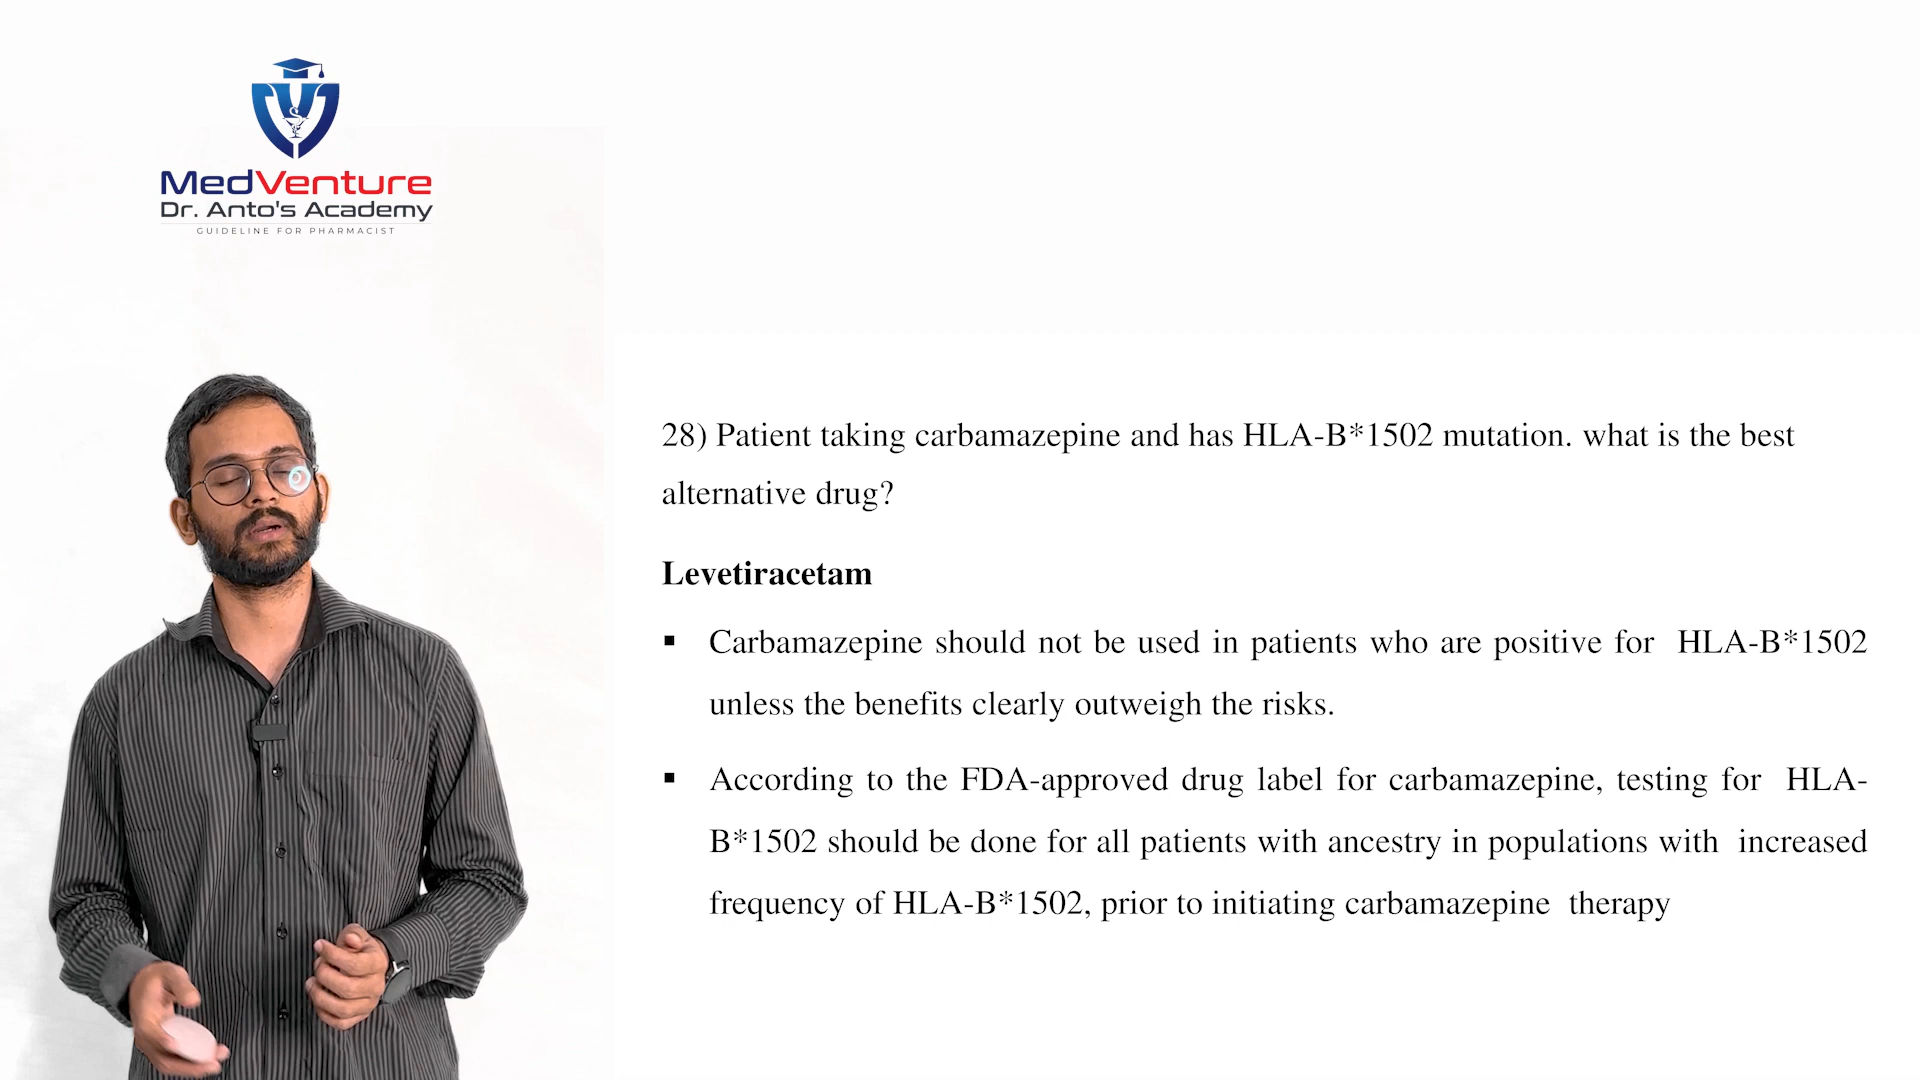 MedVenture
Dr. Anto's Academy
GUIDELINE FOR PHARMACIST
28) Patient taking carbamazepine and has HLA-B*1502 mutation. what is the best
alternative drug?
Levetiracetam
▪ Carbamazepine should not be used in patients who are positive for HLA-B*1502
unless the benefits clearly outweigh the risks.
▪ According to the FDA-approved drug label for carbamazepine, testing for HLA-
B*1502 should be done for all patients with ancestry in populations with increased
frequency of HLA-B*1502, prior to initiating carbamazepine therapy